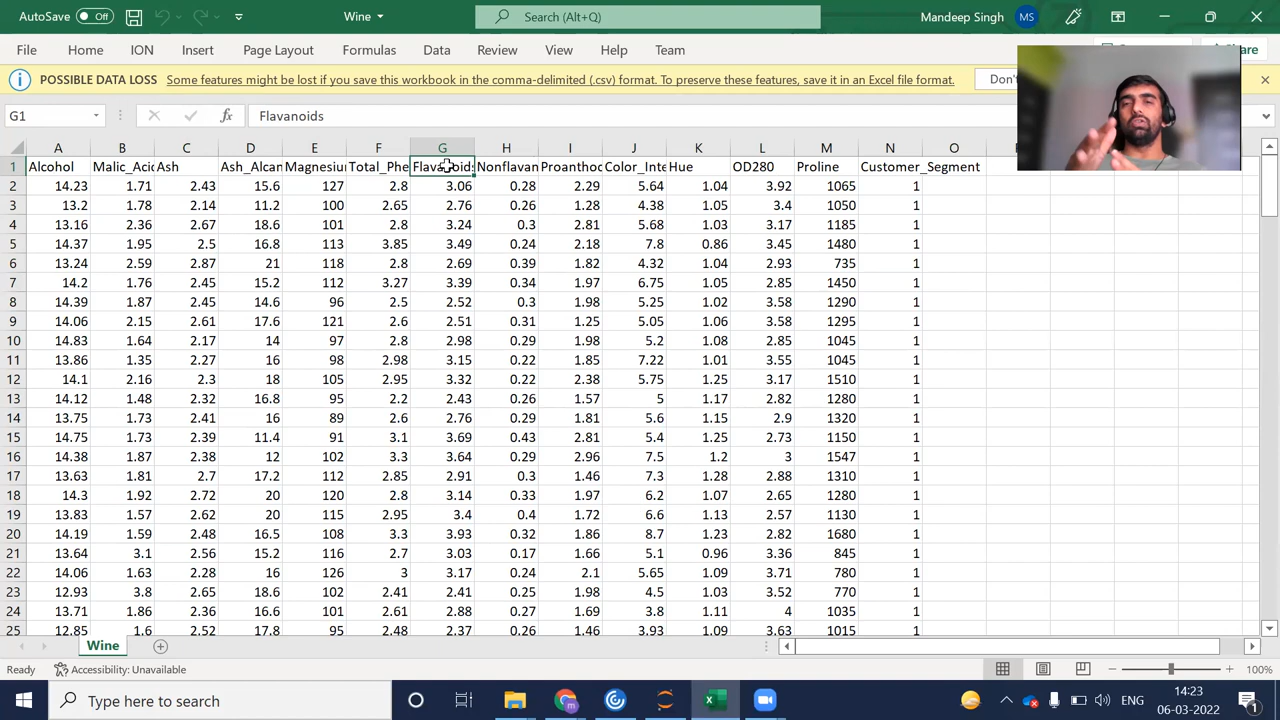 AutoSave Off Wine Search (Alt+F) Mandeep Singh MS
File Home ION Insert Page Layout Formulas Data Review View Help Team
POSSIBLE DATA LOSS Some features might be lost if you save this workbook in the comma-delimited (.csv) format. To preserve these features, save it in an Excel file format. Don'
G1 Flavanoids
A B C D E F G H I J K L M N O
1 Alcohol Malic_Acid Ash Ash_Alcan Magnesiun Total_Phe Flavanoids Nonflavan Proanthoc Color_Inte Hue OD280 Proline Customer_Segment
2 14.23 1.71 2.43 15.6 127 2.8 3.06 0.28 2.29 5.64 1.04 3.92 1065 1
3 13.2 1.78 2.14 11.2 100 2.65 2.76 0.26 1.28 4.38 1.05 3.4 1050 1
4 13.16 2.36 2.67 18.6 101 2.8 3.24 0.3 2.81 5.68 1.03 3.17 1185 1
5 14.37 1.95 2.5 16.8 113 3.85 3.49 0.24 2.18 7.8 0.86 3.45 1480 1
6 13.24 2.59 2.87 21 118 2.8 2.69 0.39 1.82 4.32 1.04 2.93 735 1
7 14.2 1.76 2.45 15.2 112 3.27 3.39 0.34 1.97 6.75 1.05 2.85 1450 1
8 14.39 1.87 2.45 14.6 96 2.5 2.52 0.3 1.98 5.25 1.02 3.58 1290 1
9 14.06 2.15 2.61 17.6 121 2.6 2.51 0.31 1.25 5.05 1.06 3.58 1295 1
10 14.83 1.64 2.17 14 97 2.8 2.98 0.29 1.98 5.2 1.08 2.85 1045 1
11 13.86 1.35 2.27 16 98 2.98 3.15 0.22 1.85 7.22 1.01 3.55 1045 1
12 14.1 2.16 2.3 18 105 2.95 3.32 0.22 2.38 5.75 1.25 3.17 1510 1
13 14.12 1.48 2.32 16.8 95 2.2 2.43 0.26 1.57 5 1.17 2.82 1280 1
14 13.75 1.73 2.41 16 89 2.6 2.76 0.29 1.81 5.6 1.15 2.9 1320 1
15 14.75 1.73 2.39 11.4 91 3.1 3.69 0.43 2.81 5.4 1.25 2.73 1150 1
16 14.38 1.87 2.38 12 102 3.3 3.64 0.29 2.96 7.5 1.2 3 1547 1
17 13.63 1.81 2.7 17.2 112 2.85 2.91 0.3 1.46 7.3 1.28 2.88 1310 1
18 14.3 1.92 2.72 20 120 2.8 3.14 0.33 1.97 6.2 1.07 2.65 1280 1
19 13.83 1.57 2.62 20 115 2.95 3.4 0.4 1.72 6.6 1.13 2.57 1130 1
20 14.19 1.59 2.48 16.5 108 3.3 3.93 0.32 1.86 8.7 1.23 2.82 1680 1
21 13.64 3.1 2.56 15.2 116 2.7 3.03 0.17 1.66 5.1 0.96 3.36 845 1
22 14.06 1.63 2.28 16 126 3 3.17 0.24 2.1 5.65 1.09 3.71 780 1
23 12.93 3.8 2.65 18.6 102 2.41 2.41 0.25 1.98 4.5 1.03 3.52 770 1
24 13.71 1.86 2.36 16.6 101 2.61 2.88 0.27 1.69 3.8 1.11 4 1035 1
25 12.85 1.6 2.52 17.8 95 2.48 2.37 0.26 1.46 3.93 1.09 3.63 1015 1
Wine
Ready Accessibility: Unavailable 100%
Type here to search ENG 14:23
06-03-2022 1